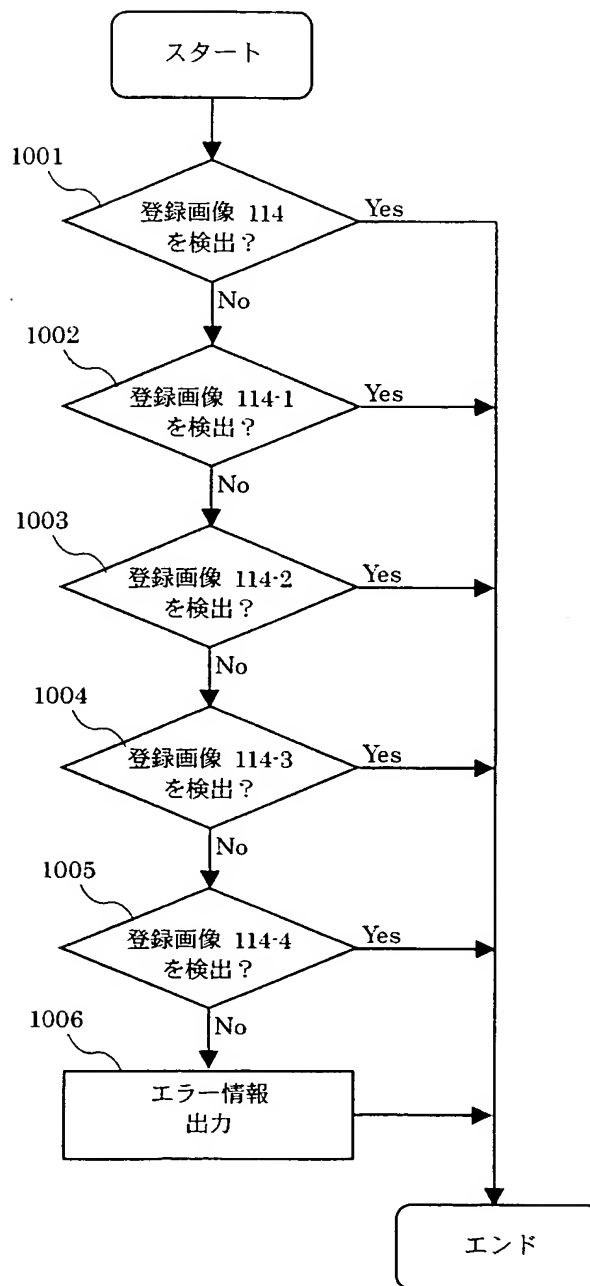 スタート
1001
登録画像 114
を検出?
Yes
No
1002
登録画像 114-1
を検出?
Yes
No
1003
登録画像 114-2
を検出?
Yes
No
1004
登録画像 114-3
を検出?
Yes
No
1005
登録画像 114-4
を検出?
Yes
No
1006
エラー情報
出力
エンド